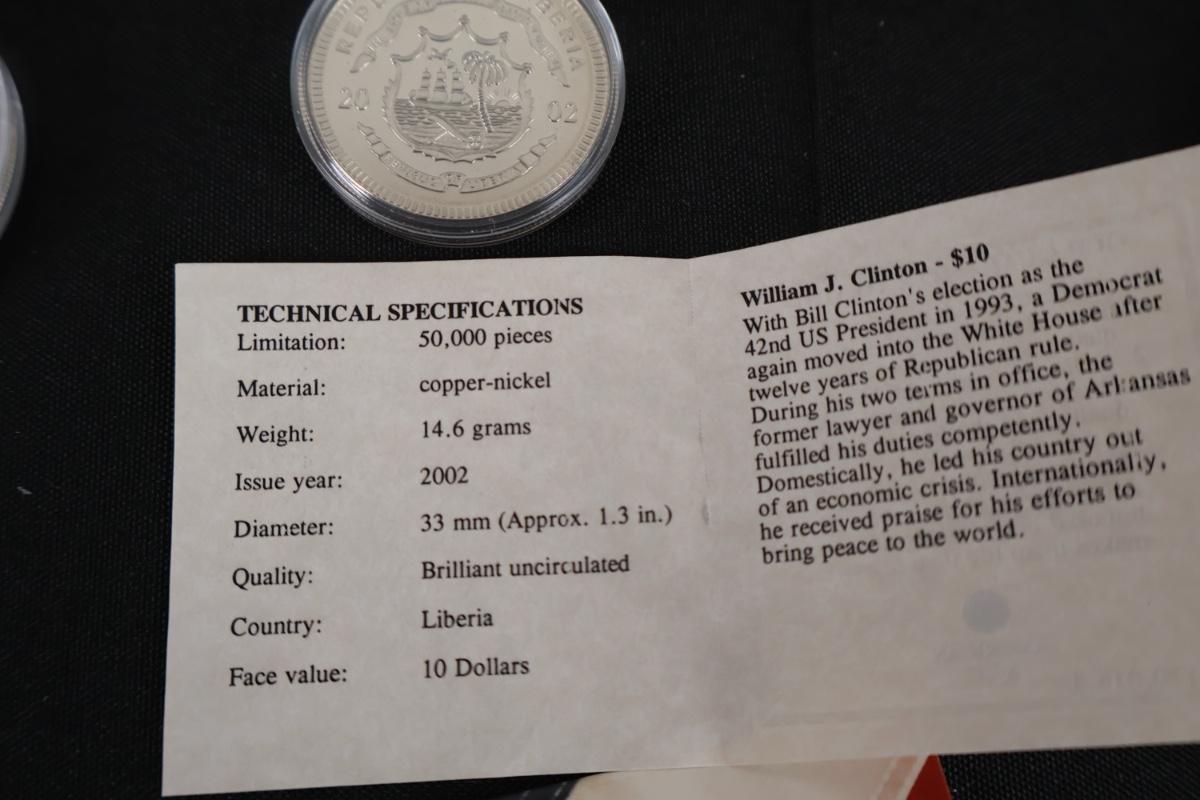 LIBERIA
20 02
TECHNICAL SPECIFICATIONS
Limitation: 50,000 pieces
Material: copper-nickel
Weight: 14.6 grams
Issue year: 2002
Diameter: 33 mm (Approx. 1.3 in.)
Quality: Brilliant uncirculated
Country: Liberia
Face value: 10 Dollars
William J. Clinton - $10
With Bill Clinton's election as the
42nd US President in 1993, a Democrat
again moved into the White House after
twelve years of Republican rule.
During his two terms in office, the
former lawyer and governor of Arkansas
fulfilled his duties competently.
Domestically, he led his country out
of an economic crisis. Internationally,
he received praise for his efforts to
bring peace to the world.